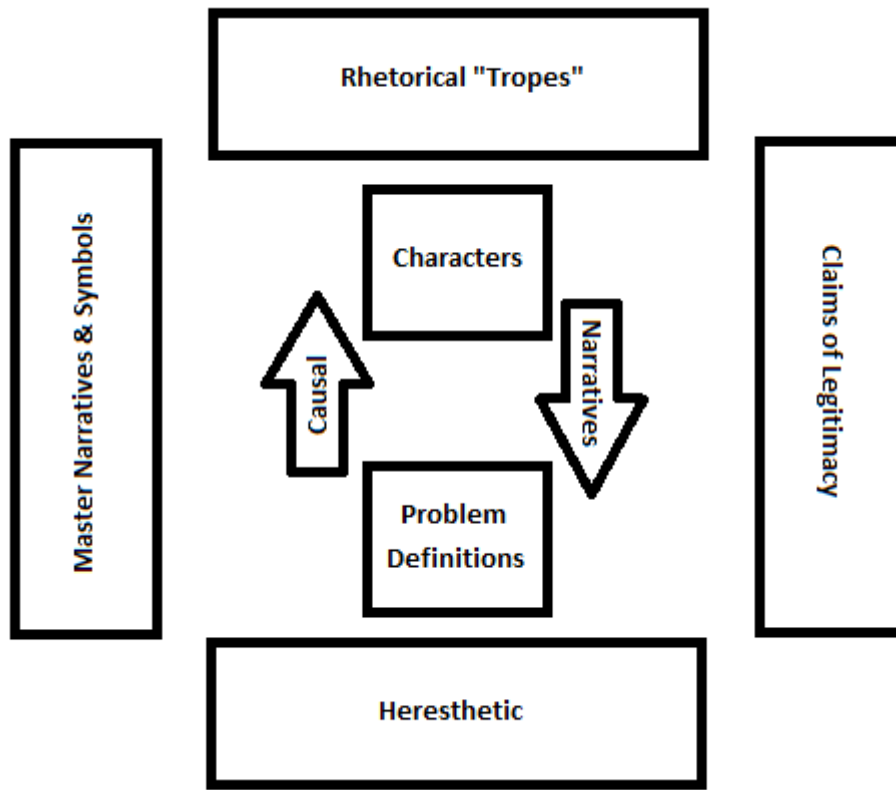 Rhetorical "Tropes"
Master Narratives & Symbols
Characters
Claims of Legitimacy
Causal
Narratives
Problem
Definitions
Heresthetic